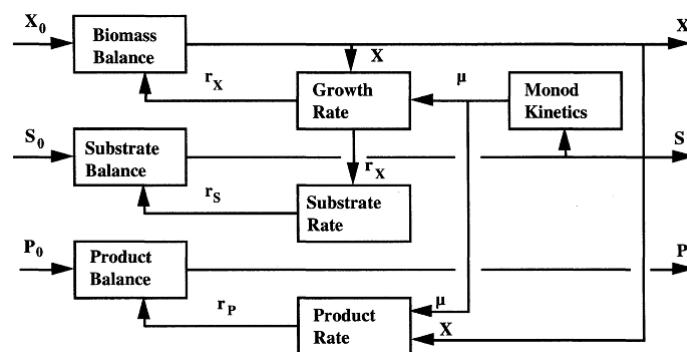 X0
Biomass
Balance
X
X
rX
Growth
Rate
μ
Monod
Kinetics
S0
Substrate
Balance
S
rX
rS
Substrate
Rate
P0
Product
Balance
P
rP
Product
Rate
μ
X